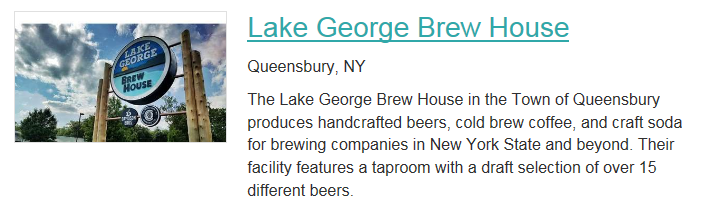 LAKE
GEORGE
BREW
HOUSE
Lake George Brew House
Queensbury, NY
The Lake George Brew House in the Town of Queensbury
produces handcrafted beers, cold brew coffee, and craft soda
for brewing companies in New York State and beyond. Their
facility features a taproom with a draft selection of over 15
different beers.